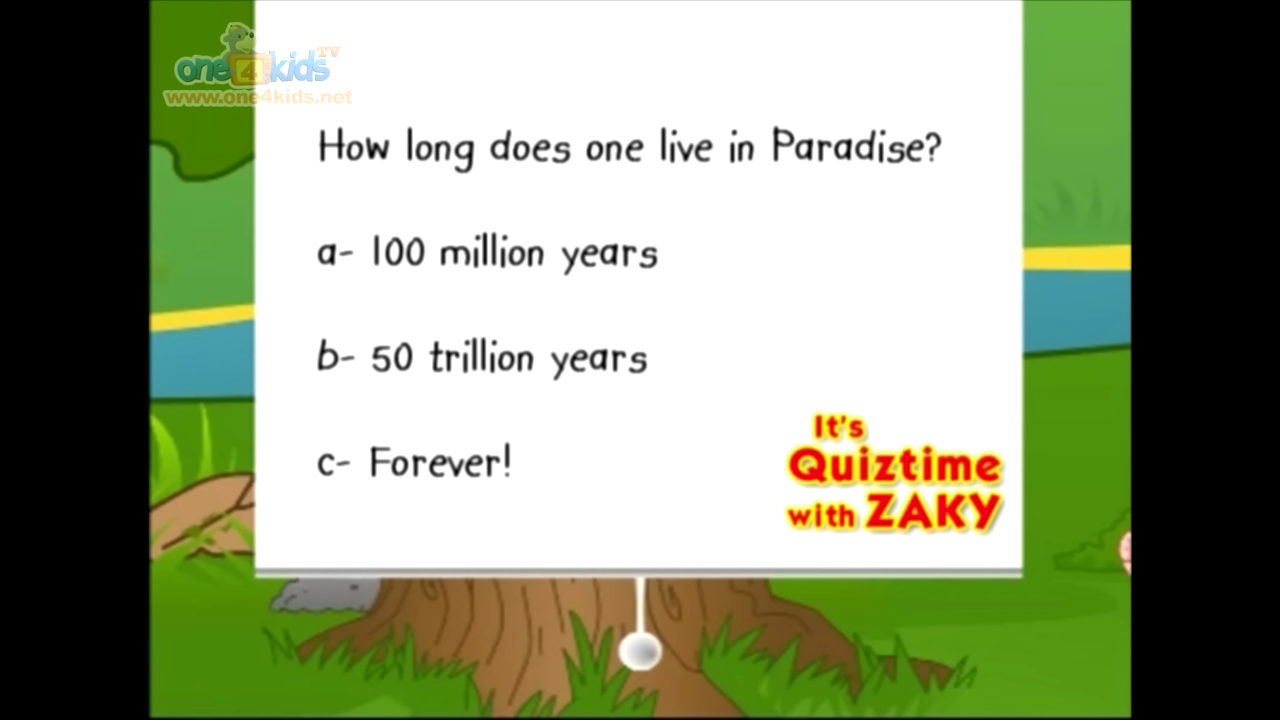 one4kids TV
www.one4kids.net
How long does one live in Paradise?
a- 100 million years
b- 50 trillion years
c- Forever!
It's
Quiztime
with ZAKY